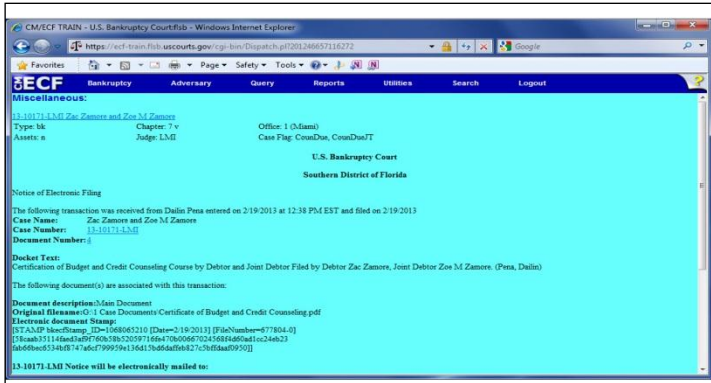 CM/ECF TRAIN - U.S. Bankruptcy Court:flsb - Windows Internet Explorer
https://ecf-train.flsb.uscourts.gov/cgi-bin/Dispatch.pl?201246657116272
Google
Favorites Page Safety Tools
ECF Bankruptcy Adversary Query Reports Utilities Search Logout ?
Miscellaneous:
13-10171-LMI Zac Zamore and Zoe M Zamore
Type: bk Chapter: 7 v Office: 1 (Miami)
Assets: n Judge: LMI Case Flag: CounDue, CounDueJT
U.S. Bankruptcy Court
Southern District of Florida
Notice of Electronic Filing
The following transaction was received from Dailin Pena entered on 2/19/2013 at 12:38 PM EST and filed on 2/19/2013
Case Name: Zac Zamore and Zoe M Zamore
Case Number: 13-10171-LMI
Document Number: 4
Docket Text:
Certification of Budget and Credit Counseling Course by Debtor and Joint Debtor Filed by Debtor Zac Zamore, Joint Debtor Zoe M Zamore. (Pena, Dailin)
The following document(s) are associated with this transaction:
Document description:Main Document
Original filename:G:\1 Case Documents\Certificate of Budget and Credit Counseling.pdf
Electronic document Stamp:
[STAMP bkecfStamp_ID=1068065210 [Date=2/19/2013] [FileNumber=677804-0]
13-10171-LMI Notice will be electronically mailed to: